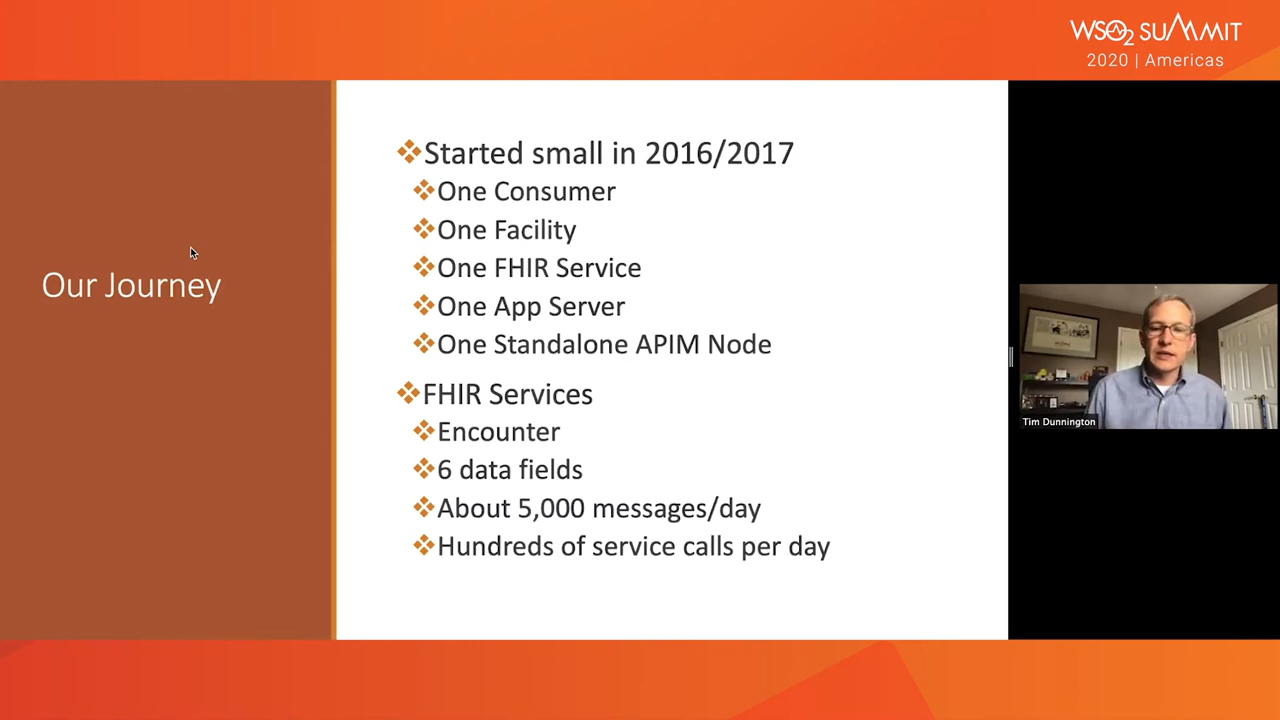 WSO2 SUMMIT
2020 | Americas
Our Journey
Started small in 2016/2017
One Consumer
One Facility
One FHIR Service
One App Server
One Standalone APIM Node
FHIR Services
Encounter
6 data fields
About 5,000 messages/day
Hundreds of service calls per day
Tim Dunnington